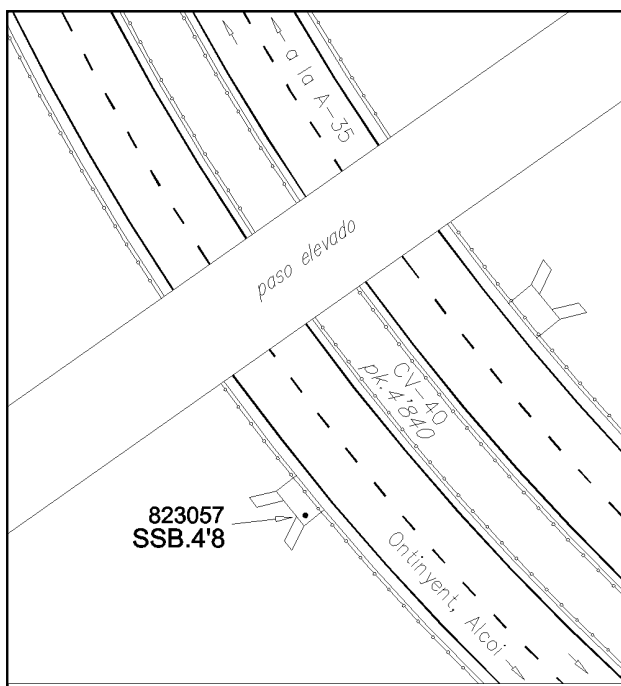 a la A-35
paso elevado
CV-40
pk.4'840
823057
SSB.4'8
Ontinyent, Alcoi